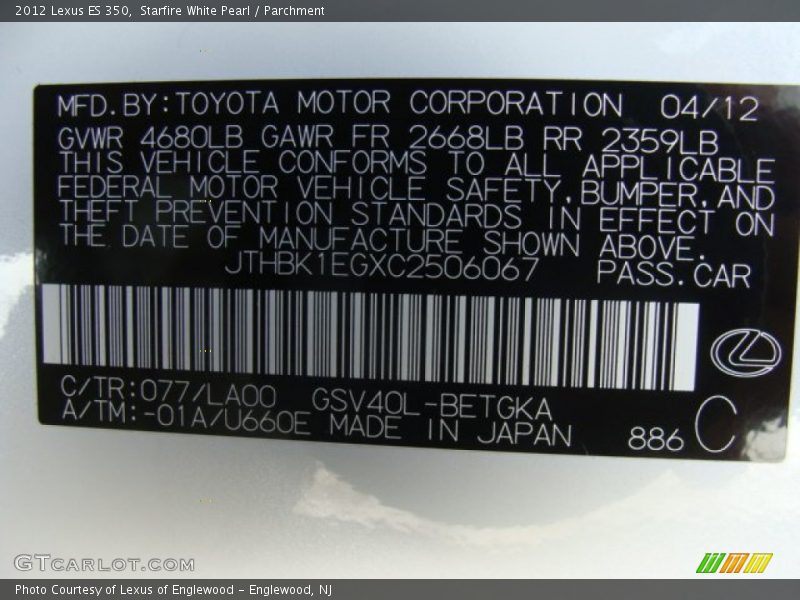 2012 Lexus ES 350, Starfire White Pearl / Parchment
MFD.BY:TOYOTA MOTOR CORPORATION 04/12
GVWR 4680LB GAWR FR 2668LB RR 2359LB
THIS VEHICLE CONFORMS TO ALL APPLICABLE
FEDERAL MOTOR VEHICLE SAFETY,BUMPER,AND
THEFT PREVENTION STANDARDS IN EFFECT ON
THE DATE OF MANUFACTURE SHOWN ABOVE.
JTHBK1EGXC2506067 PASS.CAR
C/TR:077/LA00 GSV40L-BETGKA
A/TM:-01A/U660E MADE IN JAPAN 886 C
GTCARLOT.COM
Photo Courtesy of Lexus of Englewood - Englewood, NJ